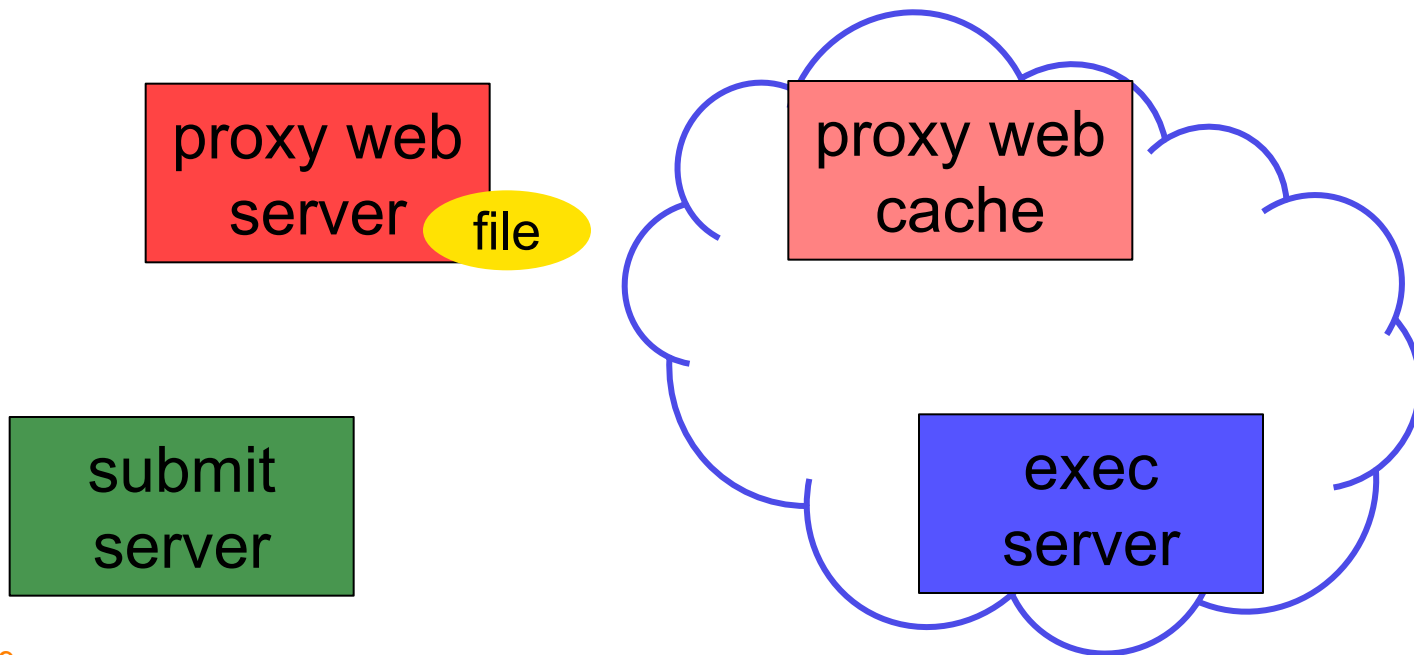 proxy web
server
file
proxy web
cache
submit
server
exec
server